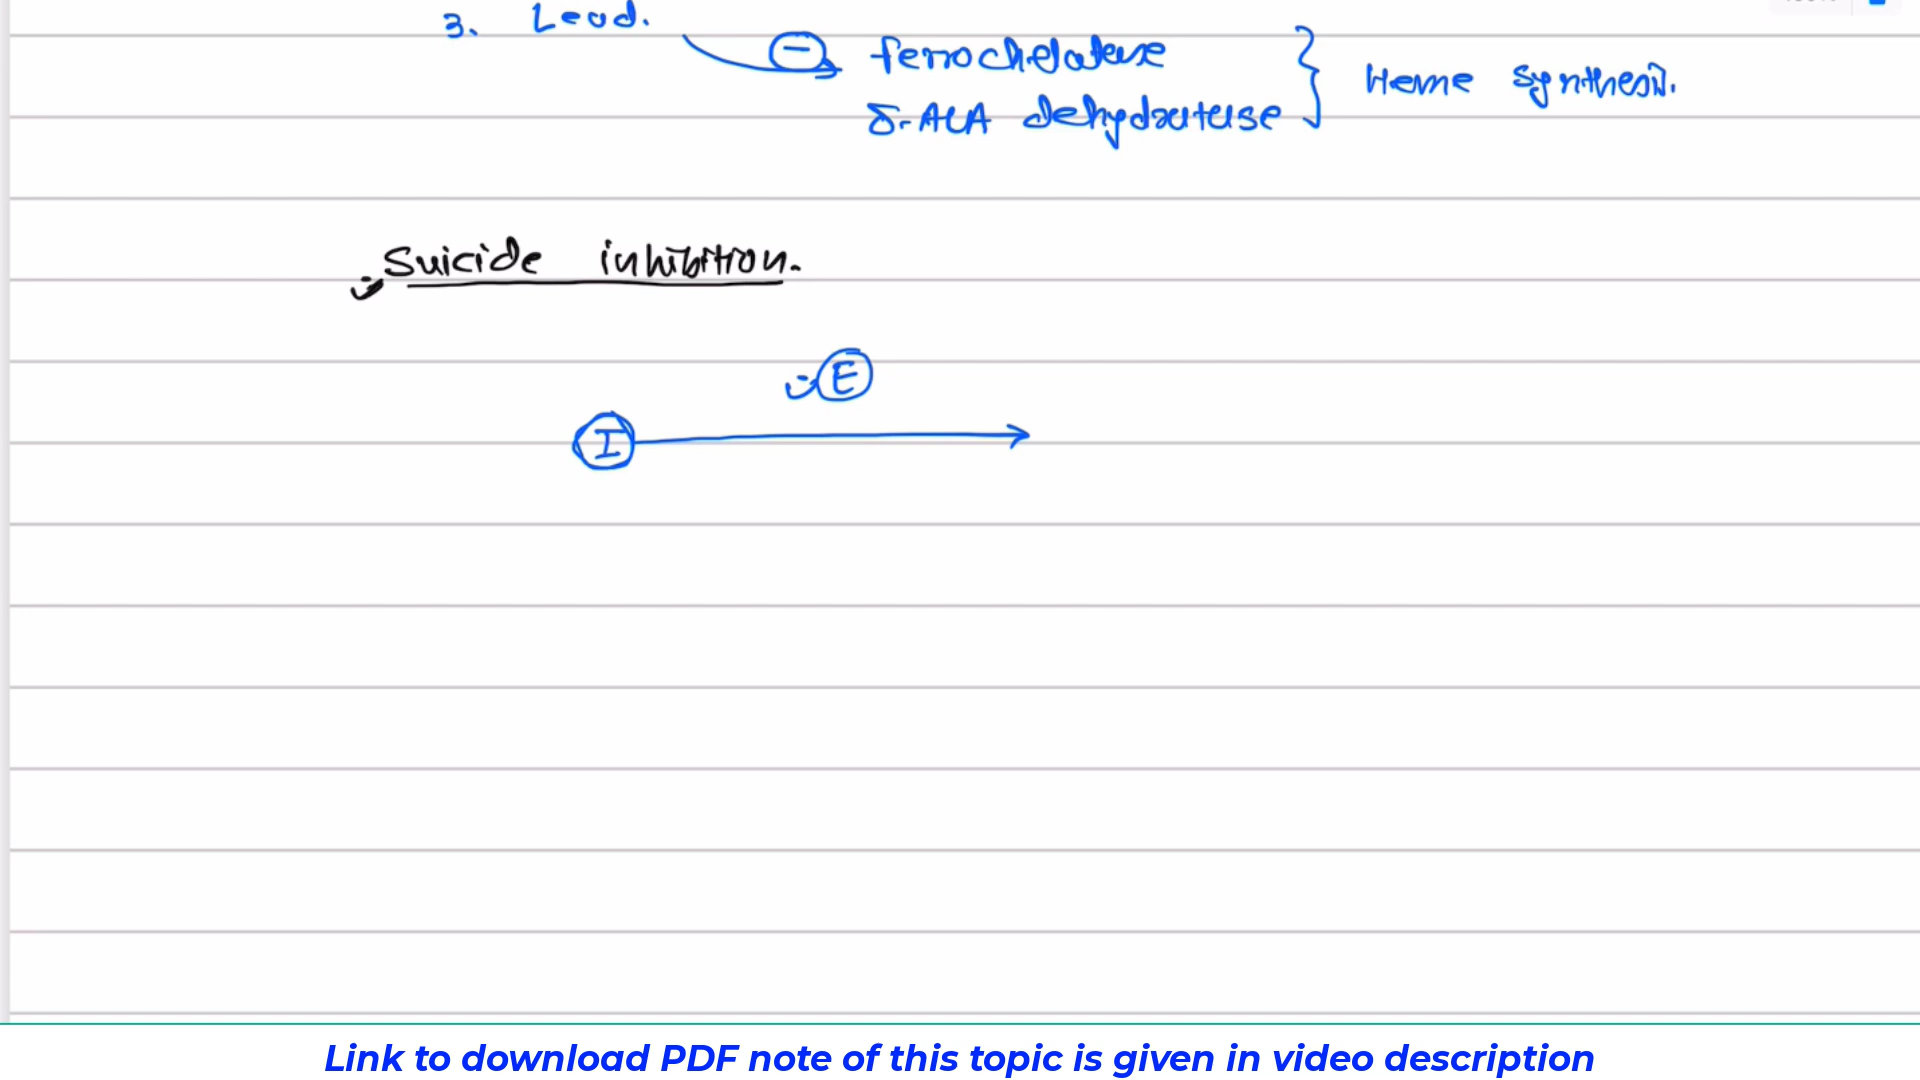 3. Lead.
⊖ ferrochelatase
δ-ALA dehydratase } Heme synthesis.
Suicide inhibition.
E
I
Link to download PDF note of this topic is given in video description